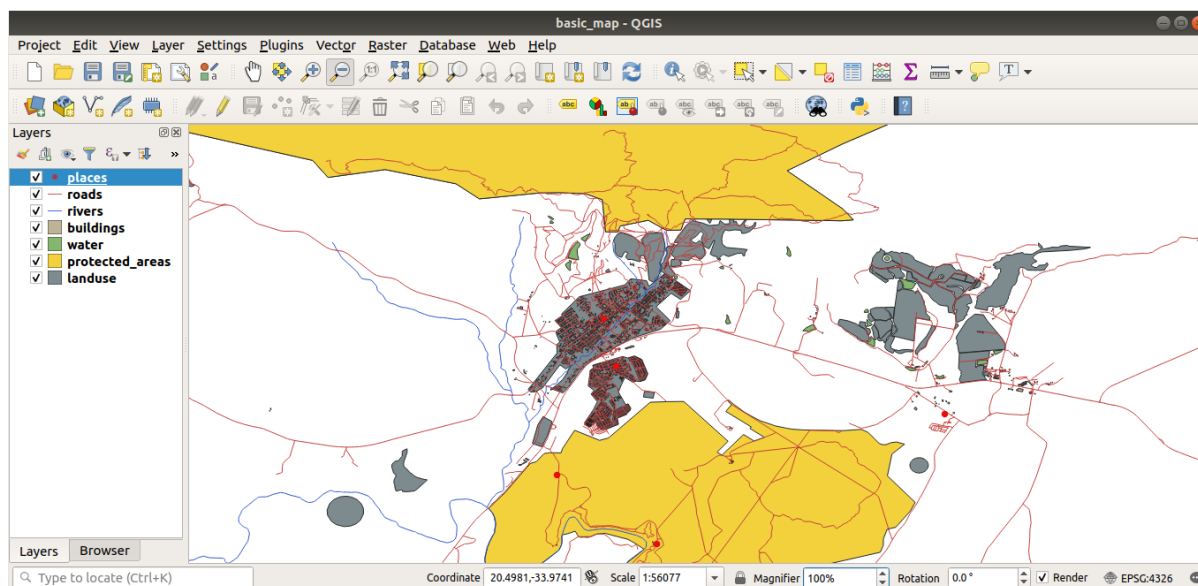 basic_map - QGIS
Project Edit View Layer Settings Plugins Vector Raster Database Web Help
Layers
places
roads
rivers
buildings
water
protected_areas
landuse
Layers Browser
Type to locate (Ctrl+K) Coordinate 20.4981,-33.9741 Scale 1:56077 Magnifier 100% Rotation 0.0° Render EPSG:4326